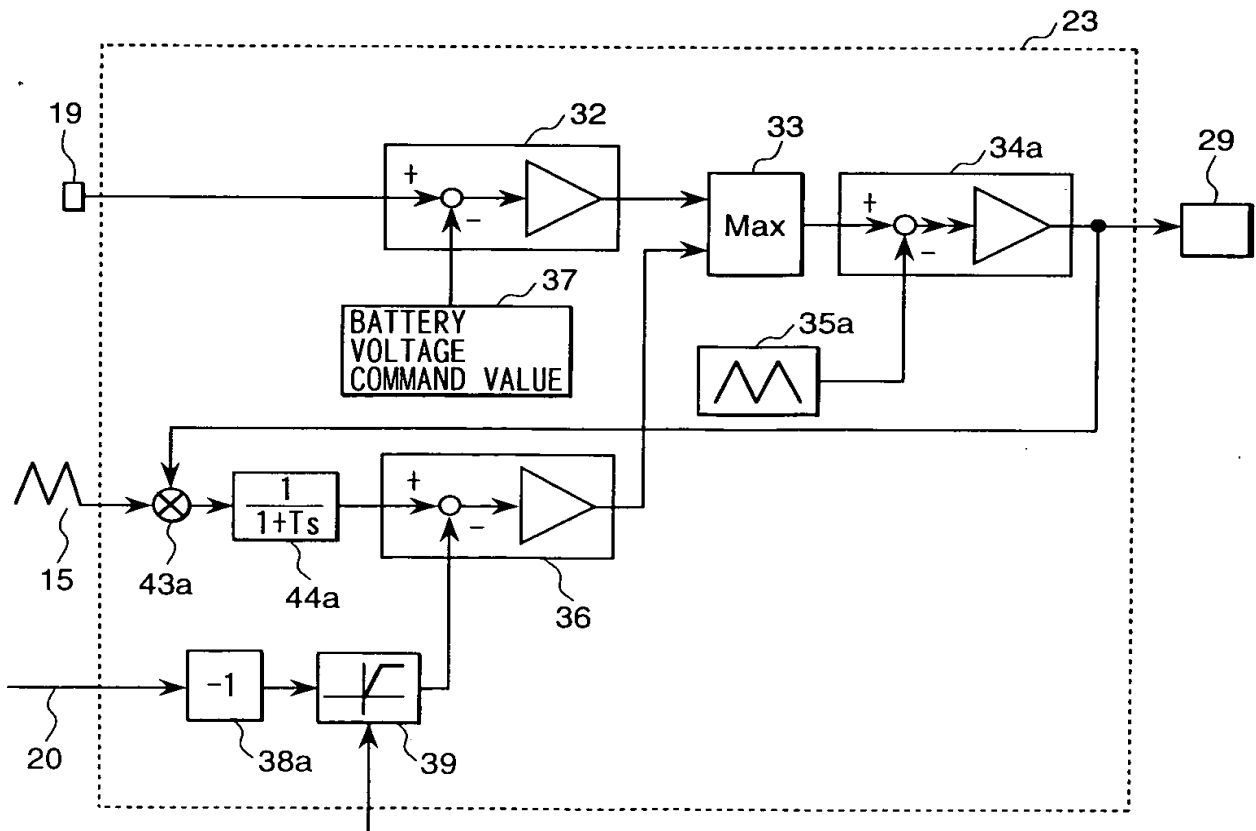 23
19
32
33
34a
29
+
-
Max
+
-
37
BATTERY
VOLTAGE
COMMAND VALUE
35a
1
1+Ts
+
-
15
43a
44a
36
-1
20
38a
39